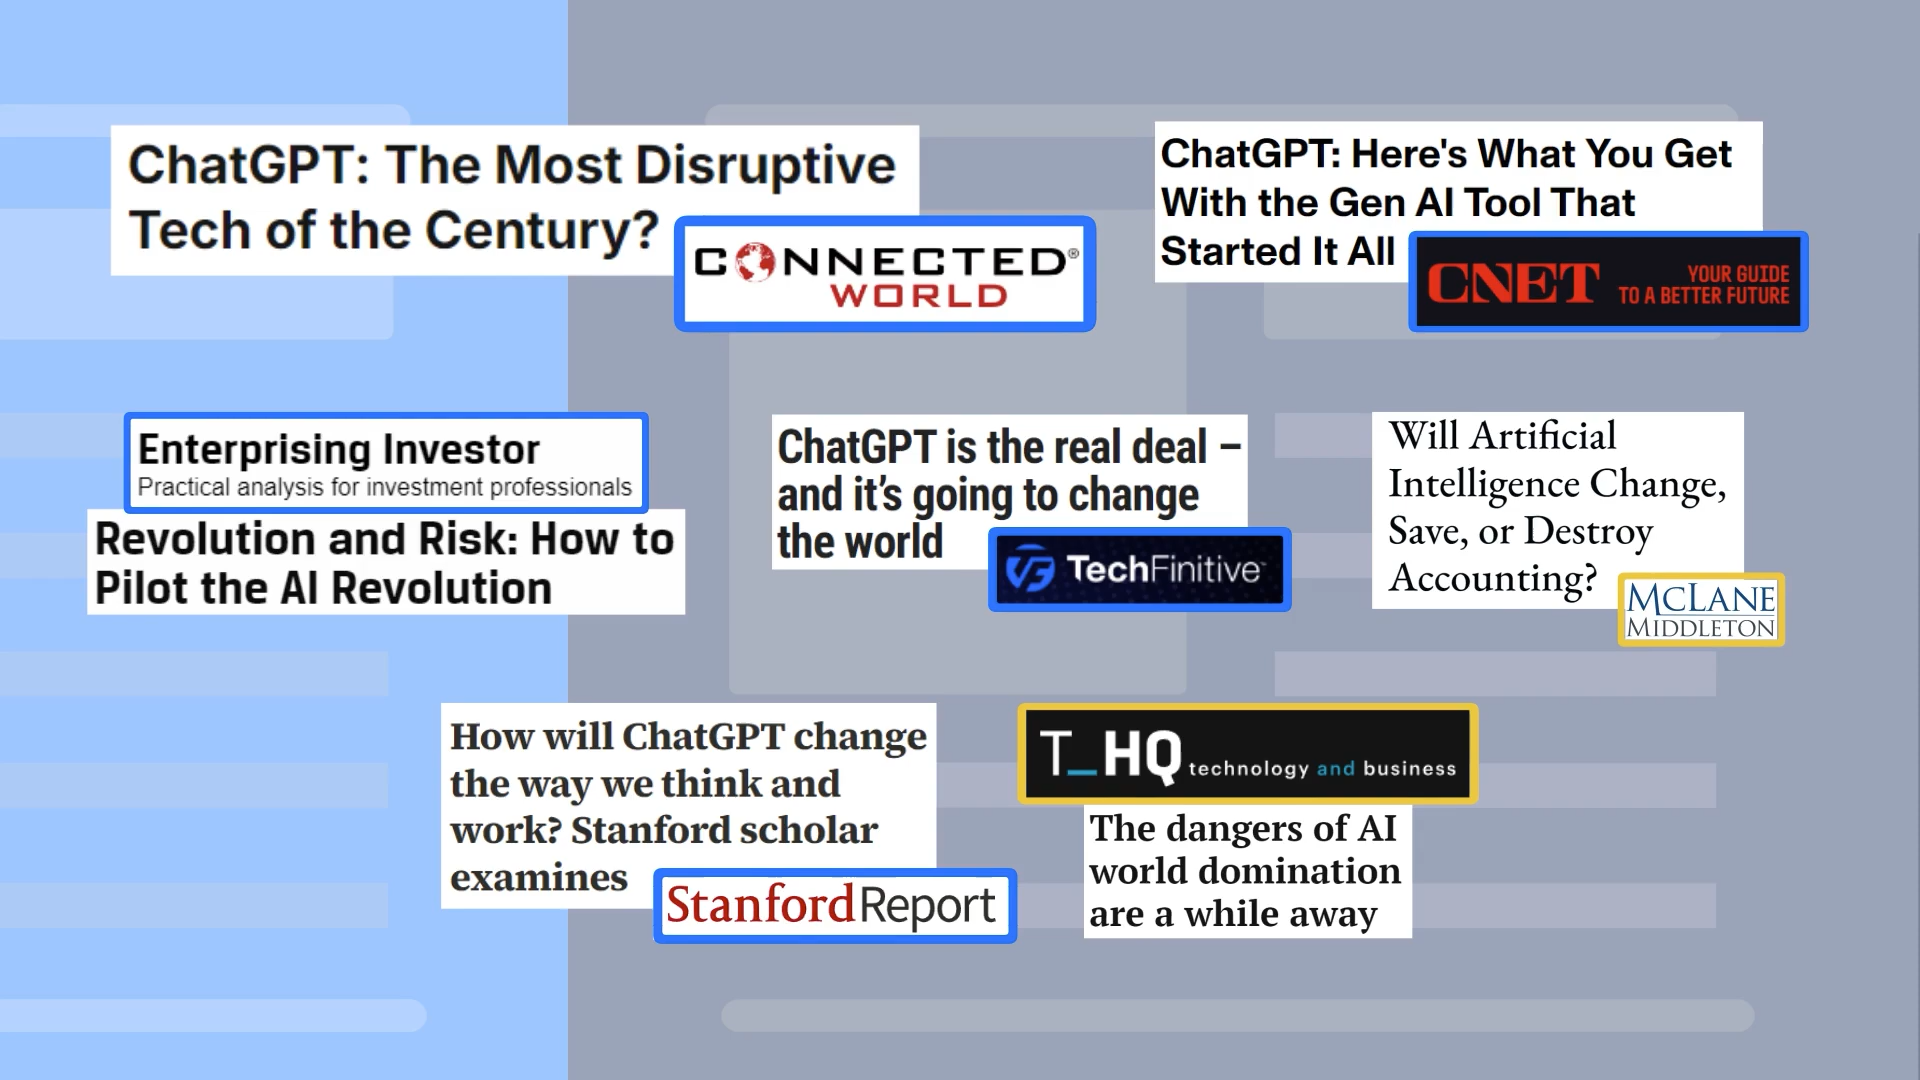 ChatGPT: The Most Disruptive
Tech of the Century?
CONNECTED®
WORLD
ChatGPT: Here's What You Get
With the Gen AI Tool That
Started It All
CNET
YOUR GUIDE
TO A BETTER FUTURE
Enterprising Investor
Practical analysis for investment professionals
Revolution and Risk: How to
Pilot the AI Revolution
ChatGPT is the real deal –
and it’s going to change
the world
TechFinitive™
Will Artificial
Intelligence Change,
Save, or Destroy
Accounting?
MCLANE
MIDDLETON
How will ChatGPT change
the way we think and
work? Stanford scholar
examines
Stanford Report
T_HQ technology and business
The dangers of AI
world domination
are a while away